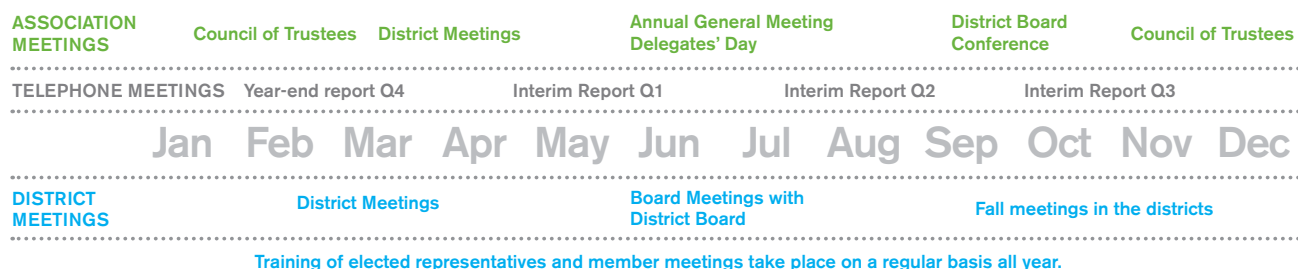 ASSOCIATION
MEETINGS
Council of Trustees
District Meetings
Annual General Meeting
Delegates' Day
District Board
Conference
Council of Trustees
TELEPHONE MEETINGS
Year-end report Q4
Interim Report Q1
Interim Report Q2
Interim Report Q3
Jan Feb Mar Apr May Jun Jul Aug Sep Oct Nov Dec
DISTRICT
MEETINGS
District Meetings
Board Meetings with
District Board
Fall meetings in the districts
Training of elected representatives and member meetings take place on a regular basis all year.